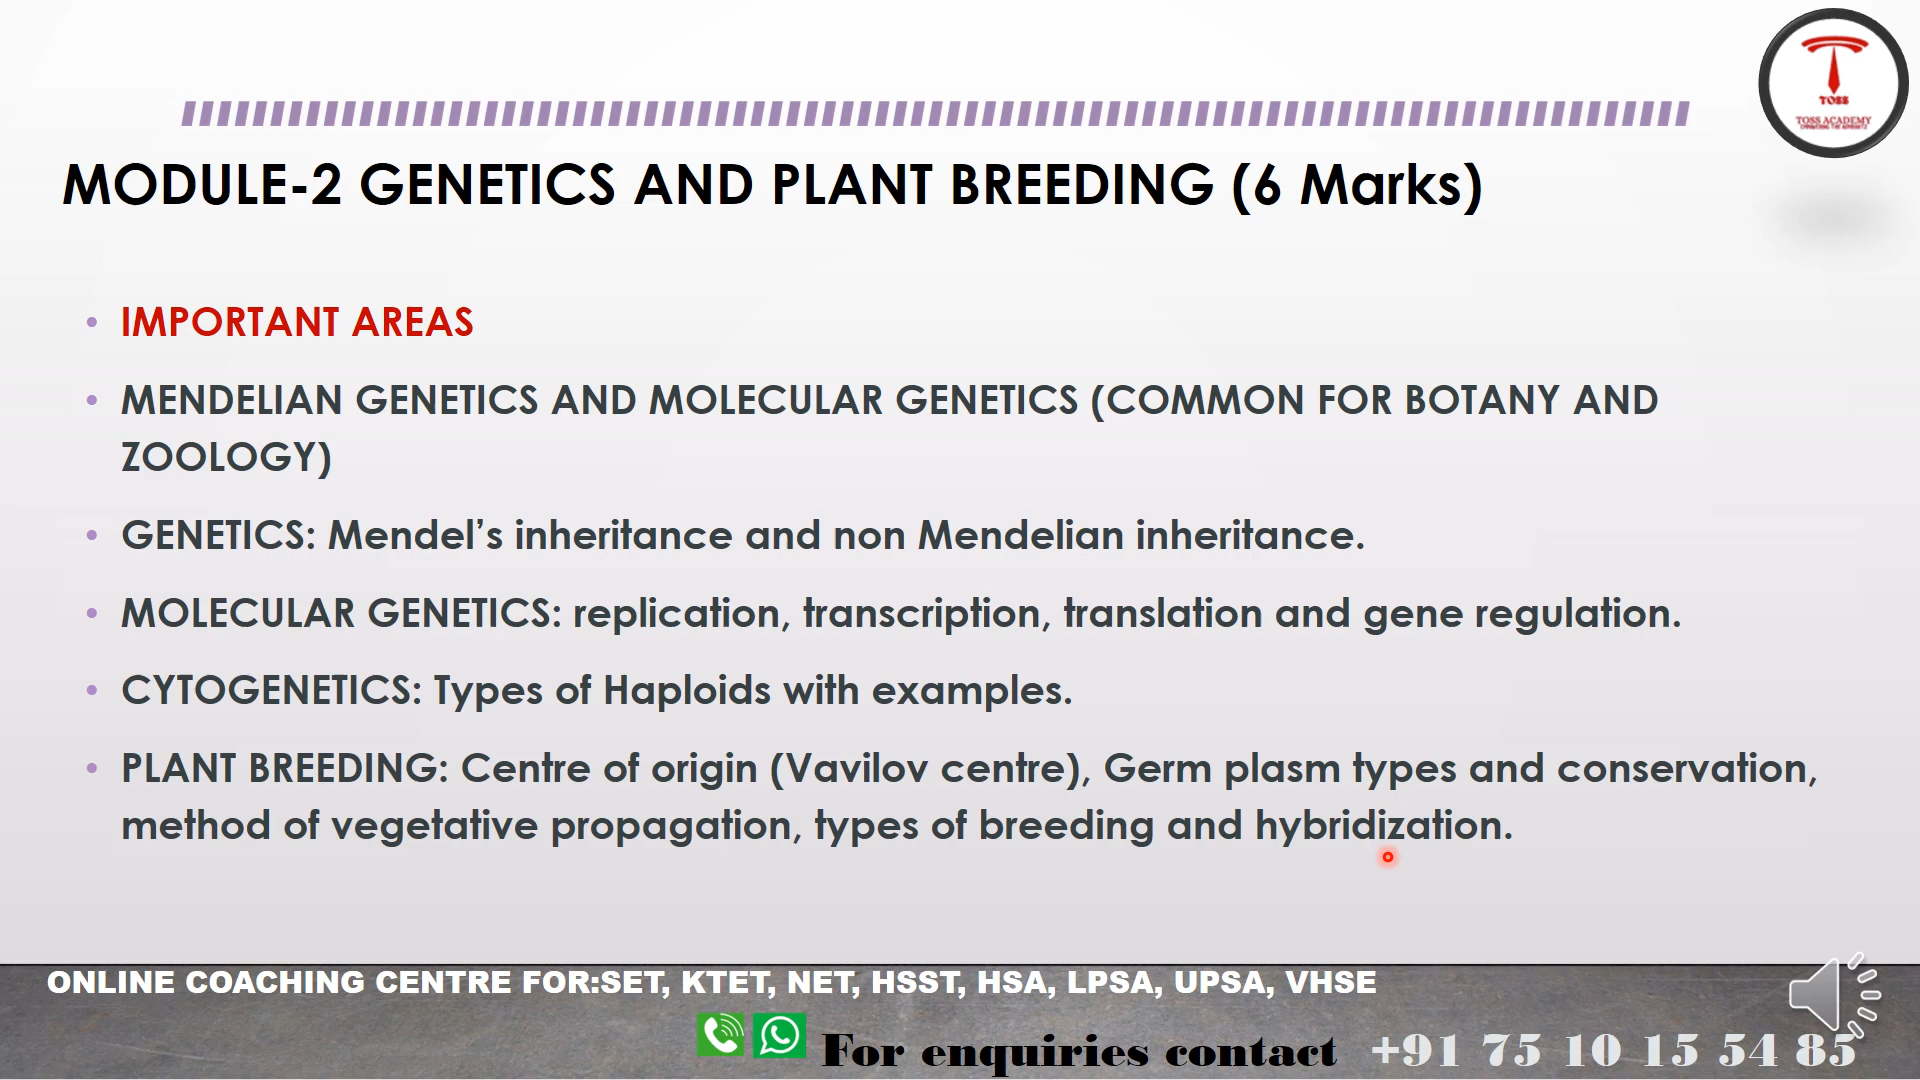 TOSS
TOSS ACADEMY
MODULE-2 GENETICS AND PLANT BREEDING (6 Marks)
• IMPORTANT AREAS
• MENDELIAN GENETICS AND MOLECULAR GENETICS (COMMON FOR BOTANY AND
ZOOLOGY)
• GENETICS: Mendel’s inheritance and non Mendelian inheritance.
• MOLECULAR GENETICS: replication, transcription, translation and gene regulation.
• CYTOGENETICS: Types of Haploids with examples.
• PLANT BREEDING: Centre of origin (Vavilov centre), Germ plasm types and conservation,
method of vegetative propagation, types of breeding and hybridization.
ONLINE COACHING CENTRE FOR:SET, KTET, NET, HSST, HSA, LPSA, UPSA, VHSE
For enquiries contact +91 75 10 15 54 85